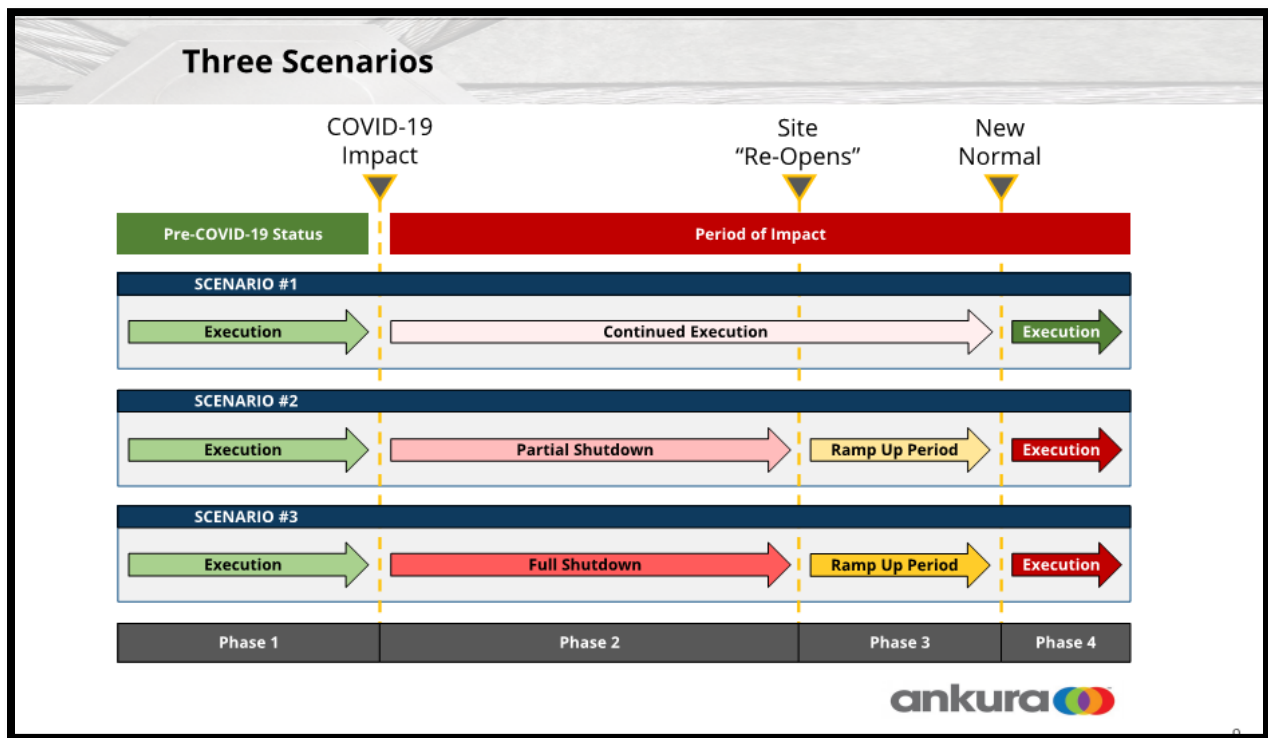 Three Scenarios
COVID-19
Impact
Site
“Re-Opens”
New
Normal
Pre-COVID-19 Status
Period of Impact
SCENARIO #1
Execution
Continued Execution
Execution
SCENARIO #2
Execution
Partial Shutdown
Ramp Up Period
Execution
SCENARIO #3
Execution
Full Shutdown
Ramp Up Period
Execution
Phase 1
Phase 2
Phase 3
Phase 4
ankura